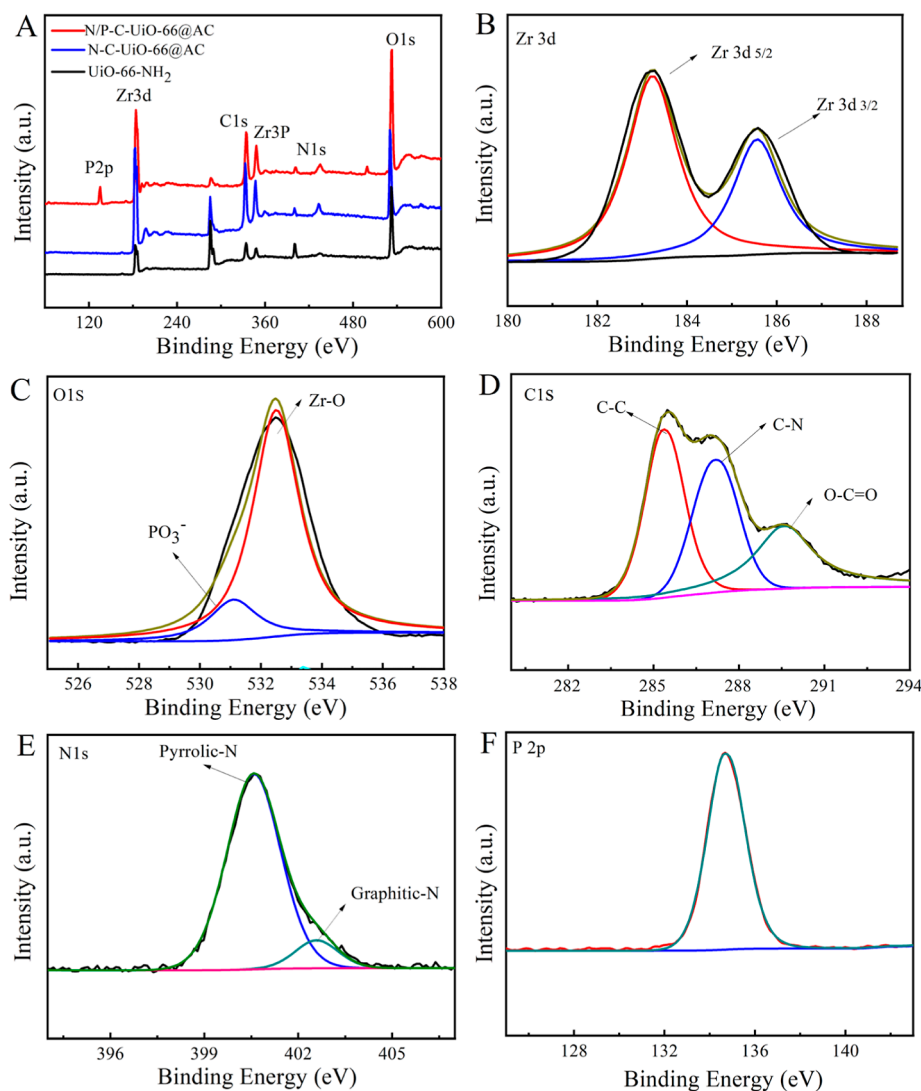 A
N/P-C-UiO-66@AC
N-C-UiO-66@AC
UiO-66-NH2
O1s
Zr3d
C1s
Zr3P
N1s
P2p
Intensity (a.u.)
120 240 360 480 600
Binding Energy (eV)
B
Zr 3d
Zr 3d 5/2
Zr 3d 3/2
Intensity (a.u.)
180 182 184 186 188
Binding Energy (eV)
C
O1S
Zr-O
PO3-
Intensity (a.u.)
526 528 530 532 534 536 538
Binding Energy (eV)
D
C1S
C-C
C-N
O-C=O
Intensity (a.u.)
282 285 288 291 294
Binding Energy (eV)
E
N1s
Pyrrolic-N
Graphitic-N
Intensity (a.u.)
396 399 402 405
Binding Energy (eV)
F
P 2p
Intensity (a.u.)
128 132 136 140
Binding Energy (eV)